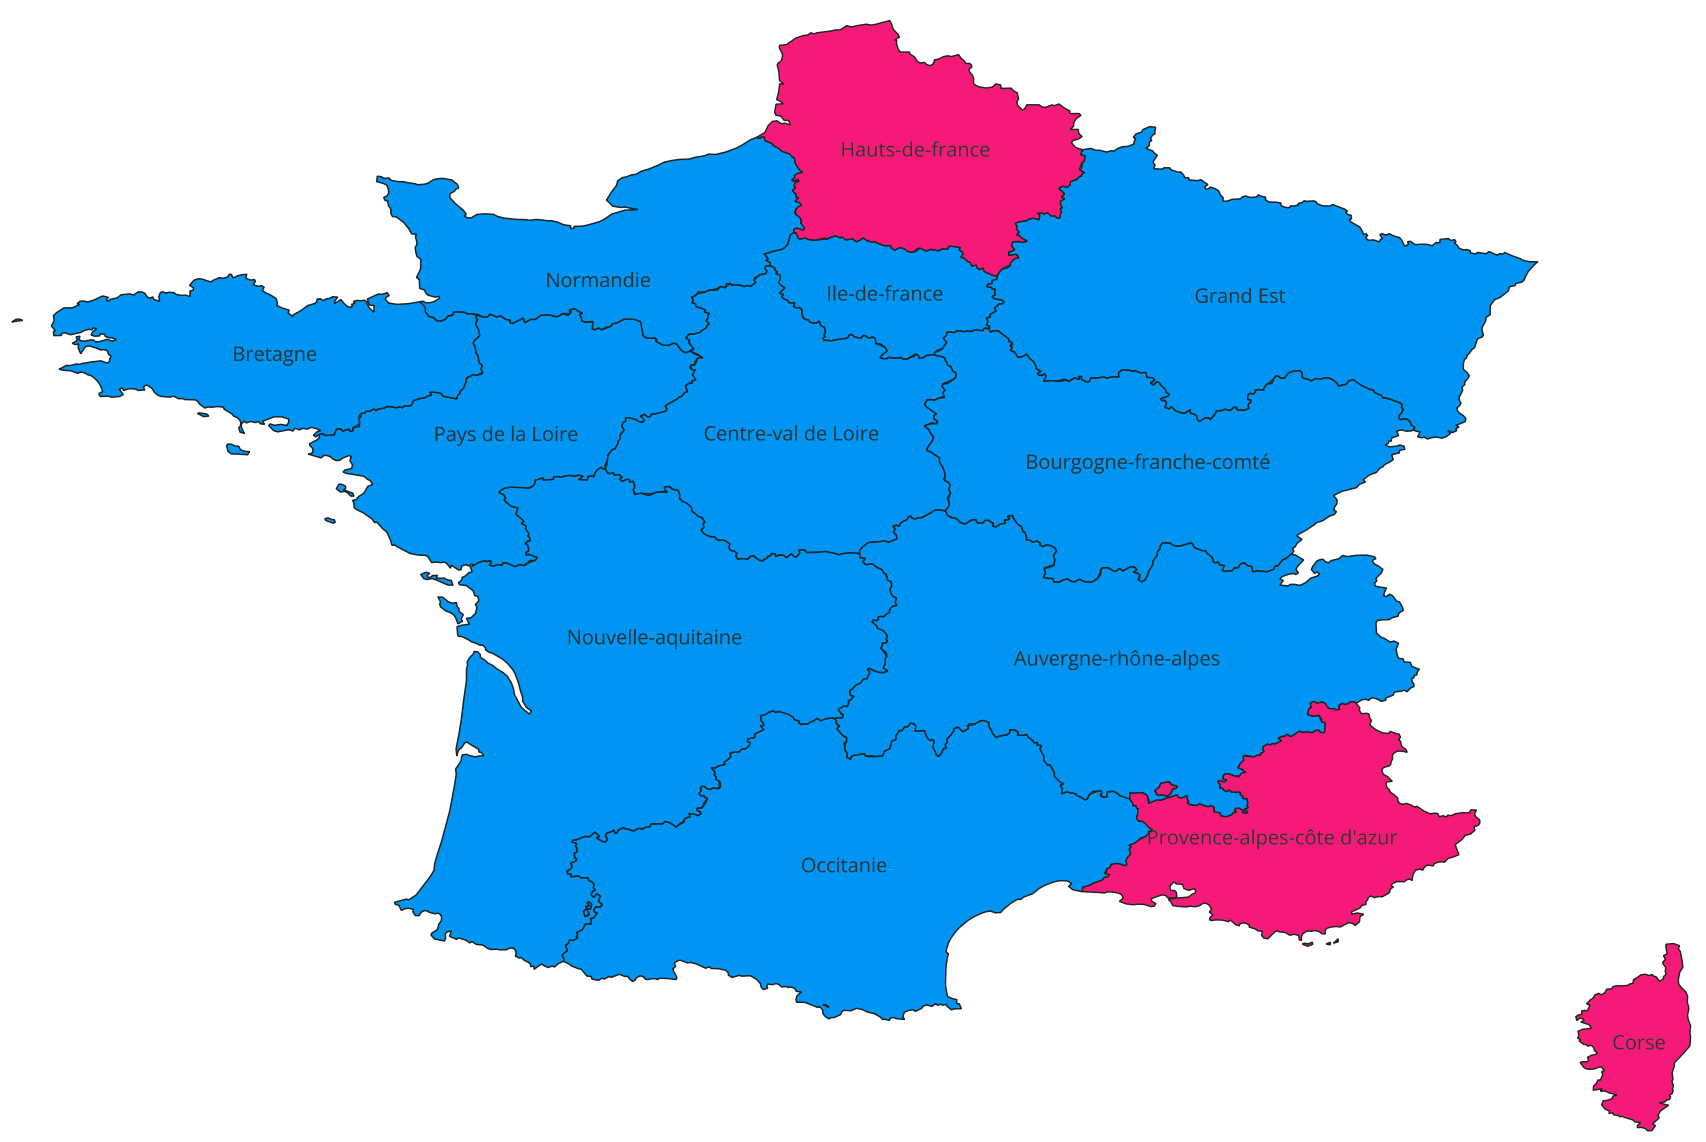 Hauts-de-france
Normandie
Ile-de-france
Grand Est
Bretagne
Pays de la Loire
Centre-val de Loire
Bourgogne-franche-comté
Nouvelle-aquitaine
Auvergne-rhône-alpes
Provence-alpes-côte d'azur
Occitanie
Corse